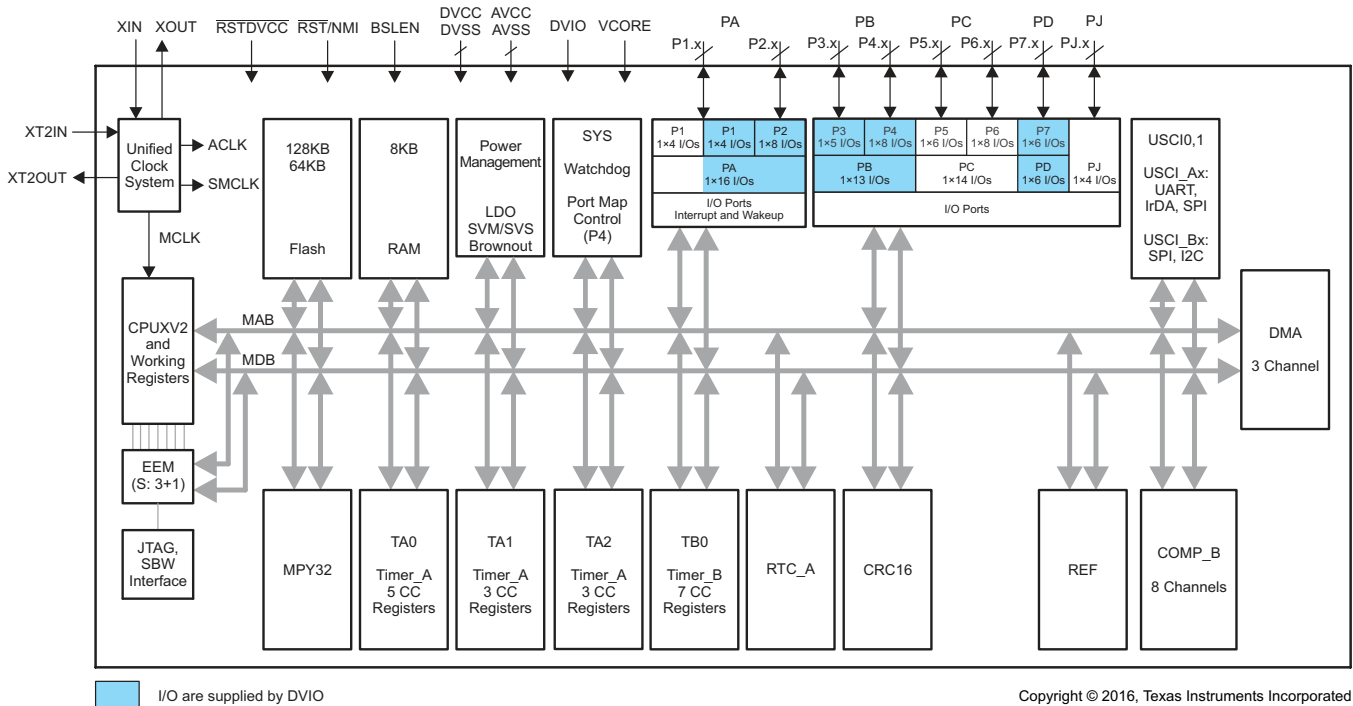 XIN
XOUT
RSTDVCC
RST/NMI
BSLEN
DVCC
DVSS
AVCC
AVSS
DVIO
VCORE
PA
P1.x
P2.x
PB
P3.x
P4.x
PC
P5.x
P6.x
PD
P7.x
PJ
PJ.x
XT2IN
XT2OUT
Unified
Clock
System
ACLK
SMCLK
MCLK
128KB
64KB
Flash
8KB
RAM
Power
Management
LDO
SVM/SVS
Brownout
SYS
Watchdog
Port Map
Control
(P4)
P1
1×4 I/Os
P1
1×4 I/Os
P2
1×8 I/Os
PA
1×16 I/Os
I/O Ports
Interrupt and Wakeup
P3
1×5 I/Os
P4
1×8 I/Os
P5
1×6 I/Os
P6
1×8 I/Os
P7
1×6 I/Os
PB
1×13 I/Os
PC
1×14 I/Os
PD
1×6 I/Os
PJ
1×4 I/Os
I/O Ports
USCI0,1
USCI_Ax:
UART,
IrDA, SPI
USCI_Bx:
SPI, I2C
CPUXV2
and
Working
Registers
MAB
MDB
DMA
3 Channel
EEM
(S: 3+1)
JTAG,
SBW
Interface
MPY32
TA0
Timer_A
5 CC
Registers
TA1
Timer_A
3 CC
Registers
TA2
Timer_A
3 CC
Registers
TB0
Timer_B
7 CC
Registers
RTC_A
CRC16
REF
COMP_B
8 Channels
I/O are supplied by DVIO
Copyright © 2016, Texas Instruments Incorporated